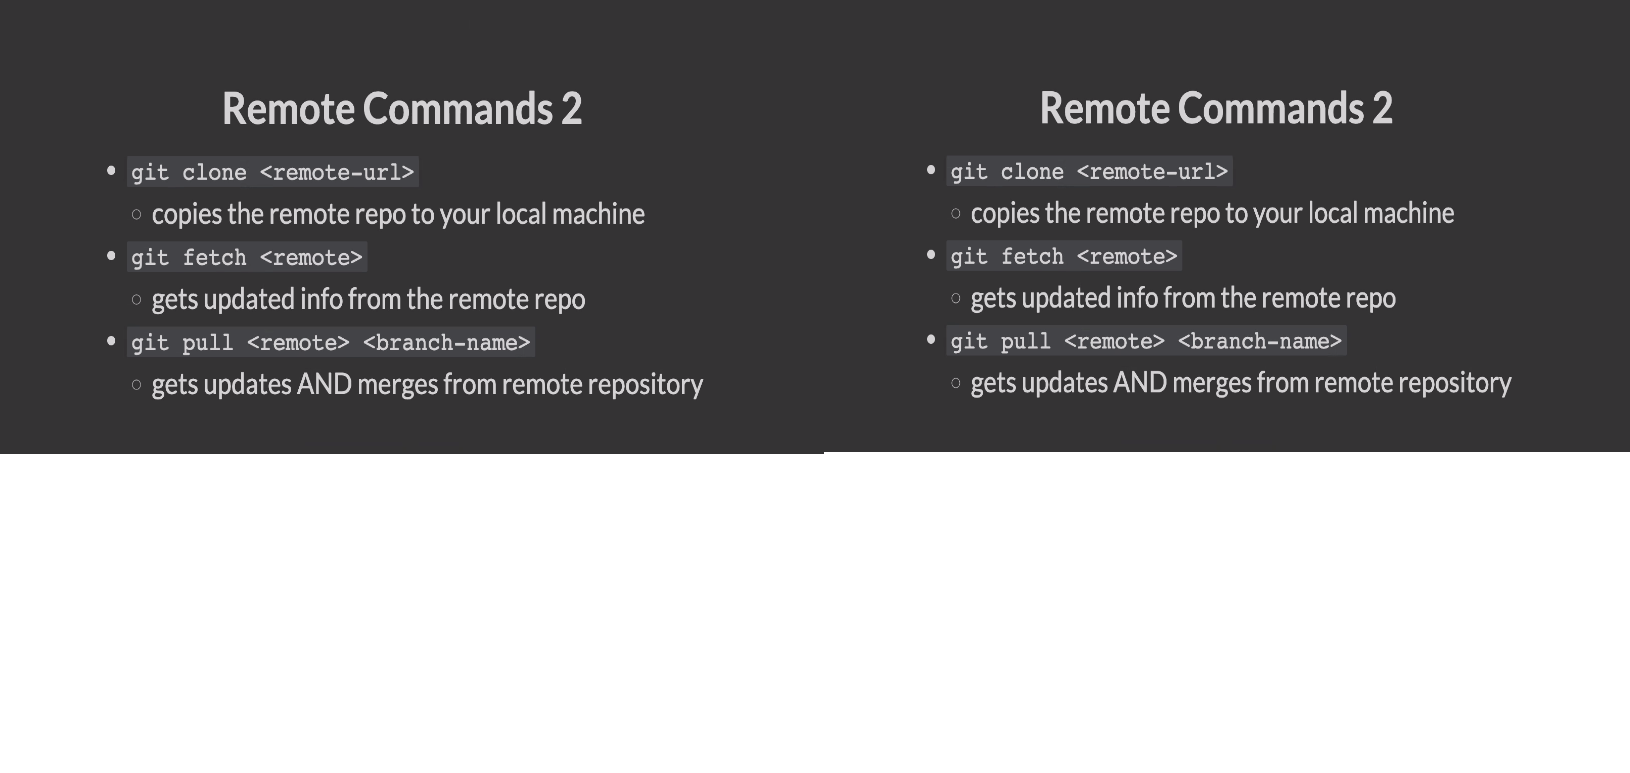 Remote Commands 2
git clone <remote-url>
copies the remote repo to your local machine
git fetch <remote>
gets updated info from the remote repo
git pull <remote> <branch-name>
gets updates AND merges from remote repository
Remote Commands 2
git clone <remote-url>
copies the remote repo to your local machine
git fetch <remote>
gets updated info from the remote repo
git pull <remote> <branch-name>
gets updates AND merges from remote repository